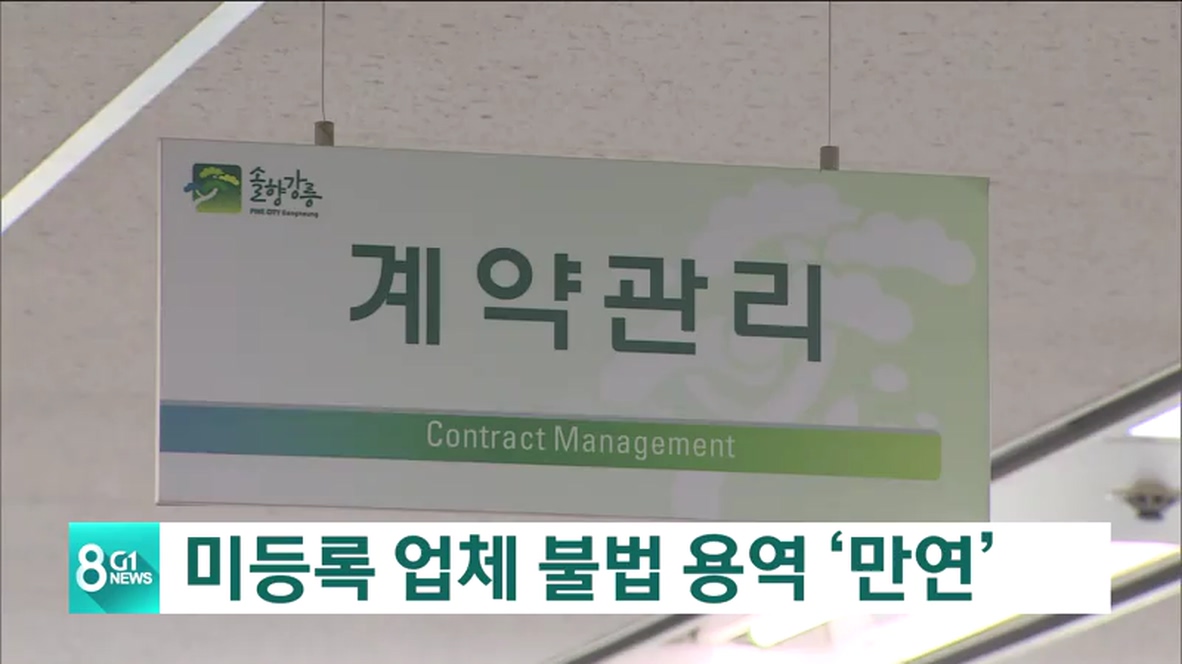 솔향강릉
PINE CITY Gangneung
계약관리
Contract Management
8 G1 NEWS
미등록 업체 불법 용역 ‘만연’